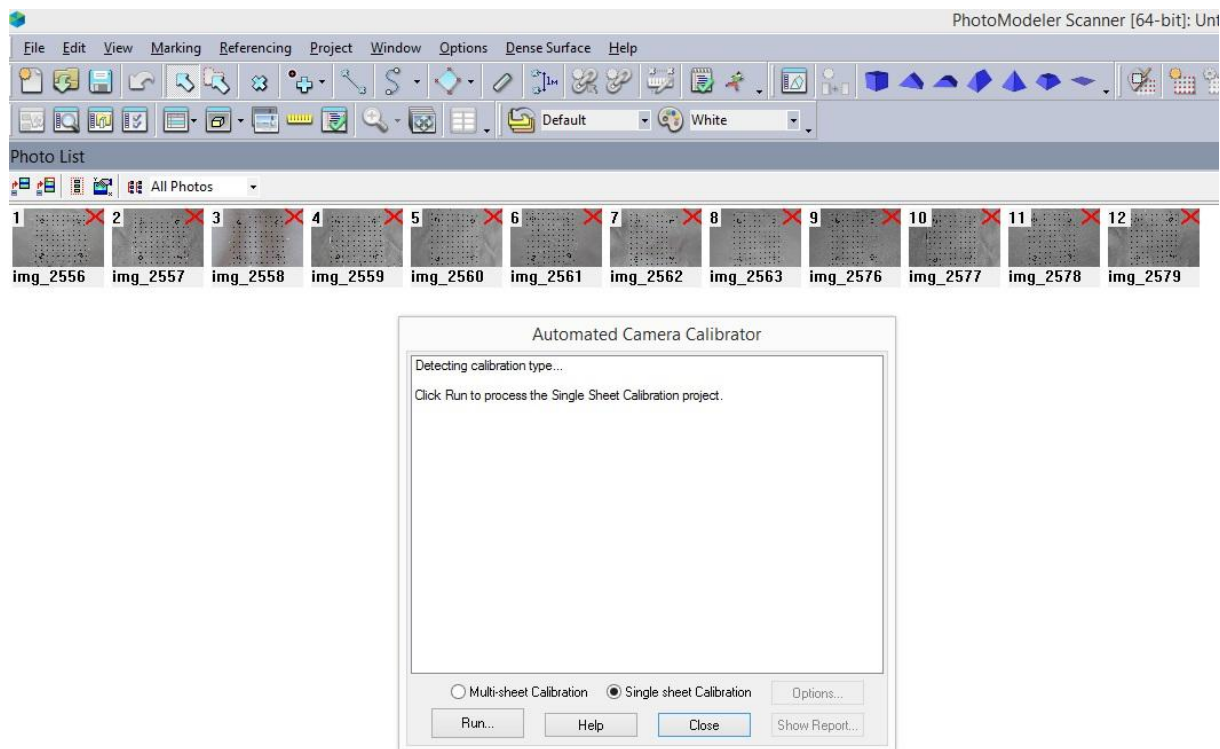 PhotoModeler Scanner [64-bit]: Unt
File Edit View Marking Referencing Project Window Options Dense Surface Help
Default White
Photo List
All Photos
1 2 3 4 5 6 7 8 9 10 11 12
img_2556 img_2557 img_2558 img_2559 img_2560 img_2561 img_2562 img_2563 img_2576 img_2577 img_2578 img_2579
Automated Camera Calibrator
Detecting calibration type...
Click Run to process the Single Sheet Calibration project.
Multi-sheet Calibration Single sheet Calibration Options...
Run... Help Close Show Report...